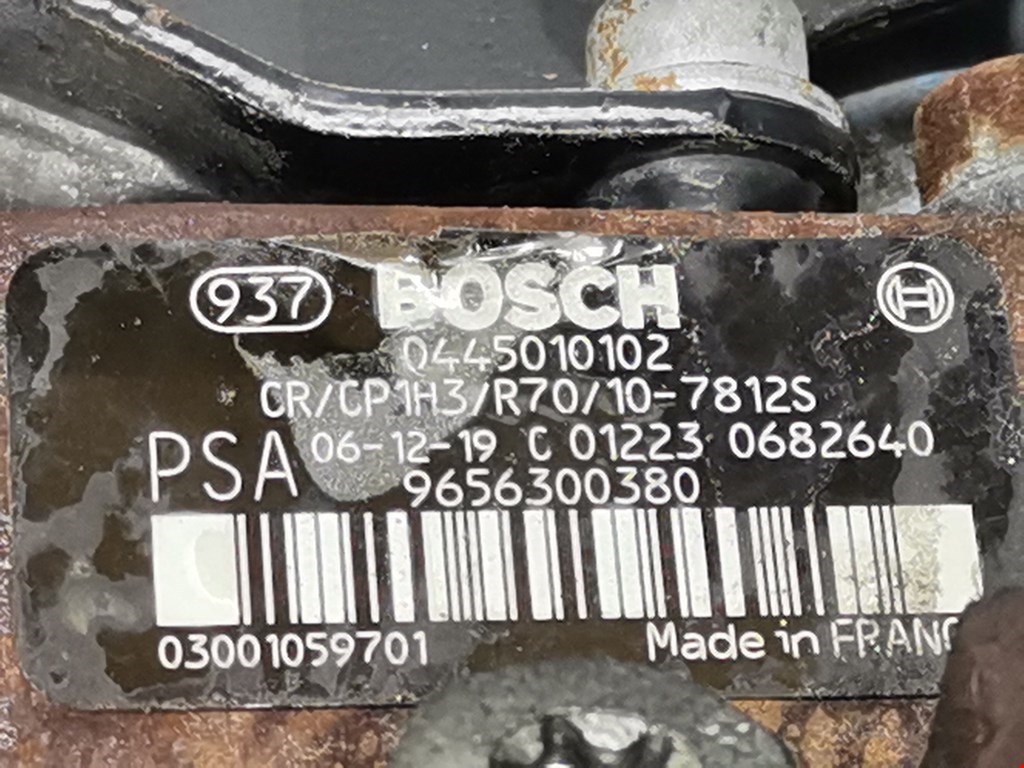 937 BOSCH
0445010102
CR/CP1H3/R70/10-7812S
PSA 06-12-19 C 01223 0682640
9656300380
03001059701 Made in FRANC